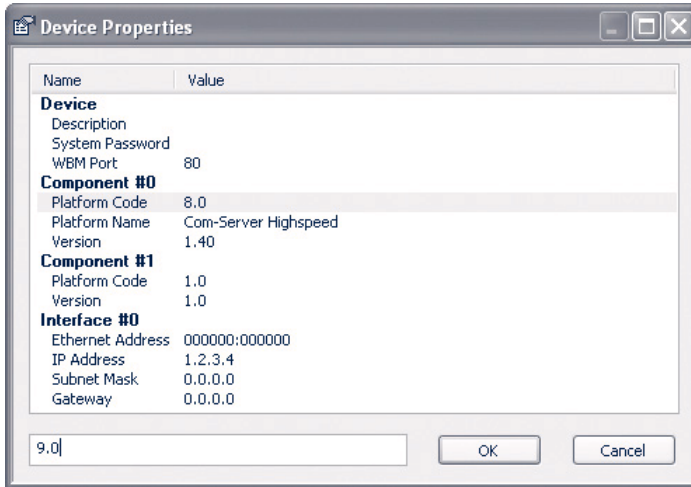 Device Properties
Name Value
Device
Description
System Password
WBM Port 80
Component #0
Platform Code 8.0
Platform Name Com-Server Highspeed
Version 1.40
Component #1
Platform Code 1.0
Version 1.0
Interface #0
Ethernet Address 000000:000000
IP Address 1.2.3.4
Subnet Mask 0.0.0.0
Gateway 0.0.0.0
9.0 OK Cancel